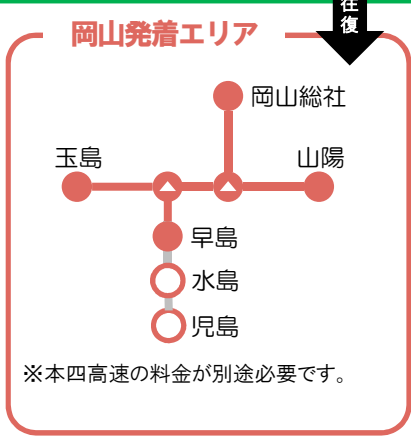 往復
岡山発着エリア
岡山総社
玉島
山陽
早島
水島
児島
※本四高速の料金が別途必要です。